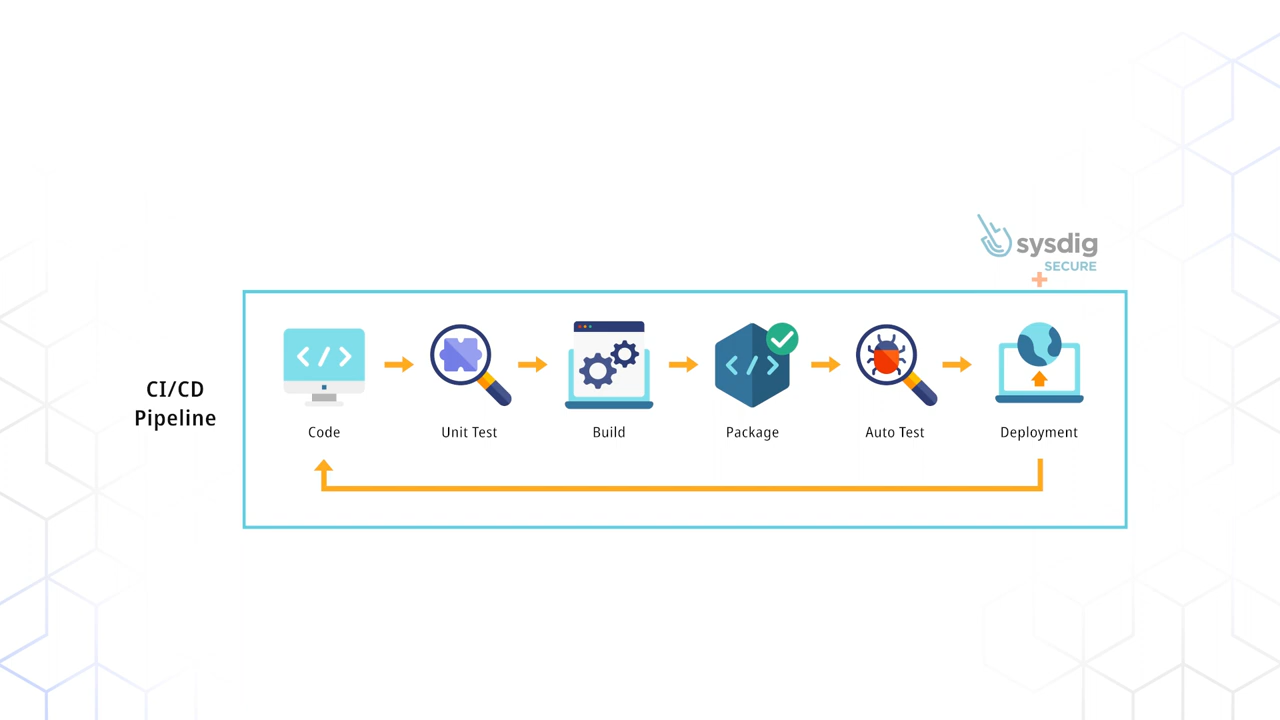 sysdig
SECURE
CI/CD
Pipeline
Code
Unit Test
Build
Package
Auto Test
Deployment